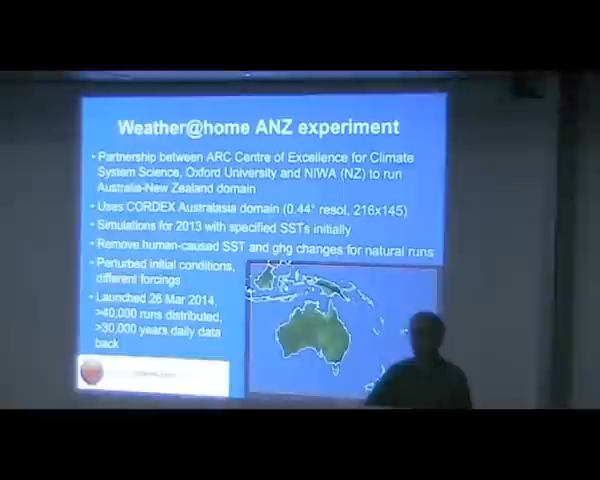 Weather@home ANZ experiment
• Partnership between ARC Centre of Excellence for Climate
System Science, Oxford University and NIWA (NZ) to run
Australia-New Zealand domain
• Uses CORDEX Australasia domain (0.44° resol, 216x145)
• Simulations for 2013 with specified SSTs initially
• Remove human-caused SST and ghg changes for natural runs
• Perturbed initial conditions,
different forcings
• Launched 26 Mar 2014,
>40,000 runs distributed,
>30,000 years daily data
back